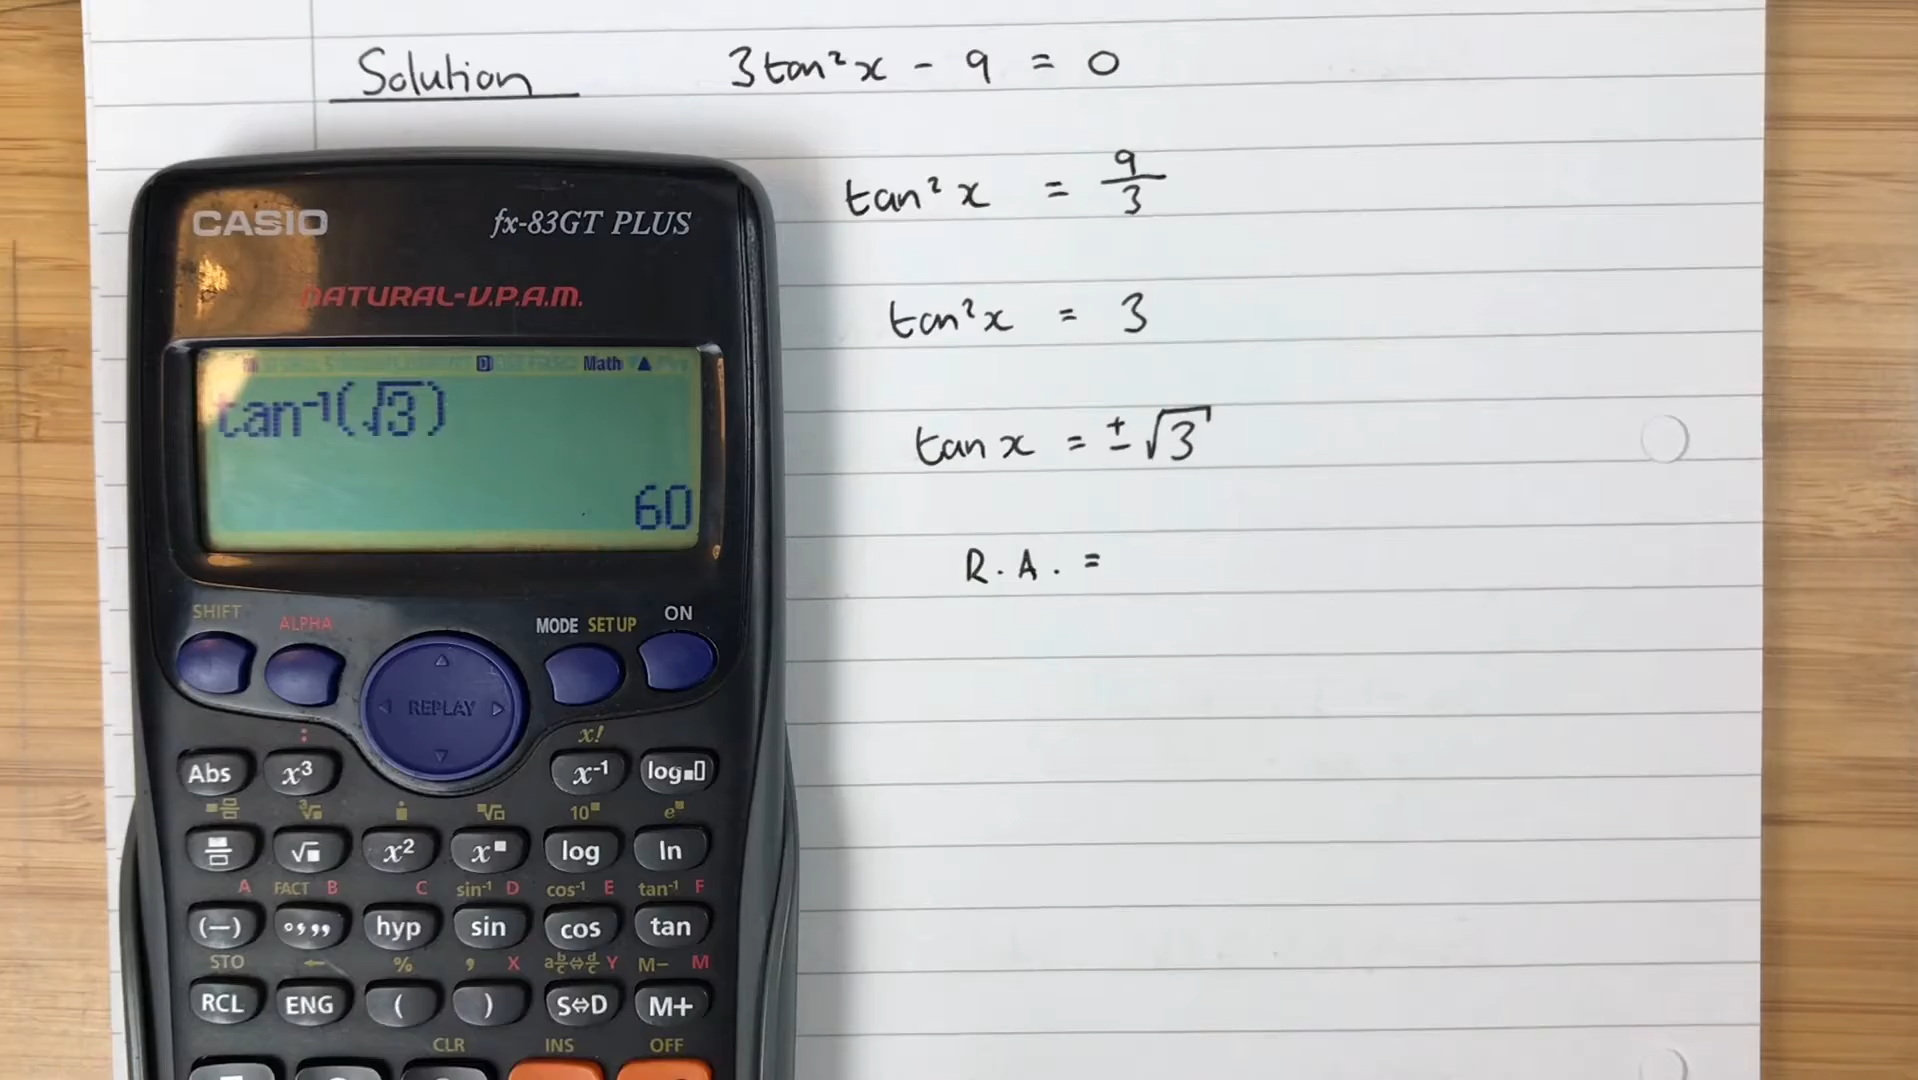 Solution 3tan²x - 9 = 0
tan²x = 9/3
tan²x = 3
tan x = ±√3
R.A. =
CASIO fx-83GT PLUS
NATURAL-V.P.A.M.
D Math ▲
tan⁻¹(√3)
60
SHIFT ALPHA MODE SETUP ON
REPLAY
: x!
Abs x³ x⁻¹ log
³√ 10 e
√ x² x log ln
A FACT B C sin⁻¹ D cos⁻¹ E tan⁻¹ F
(—) hyp sin cos tan
STO ← % , X a b/c⇔d/c Y M− M
RCL ENG ( ) S⇔D M+
CLR INS OFF